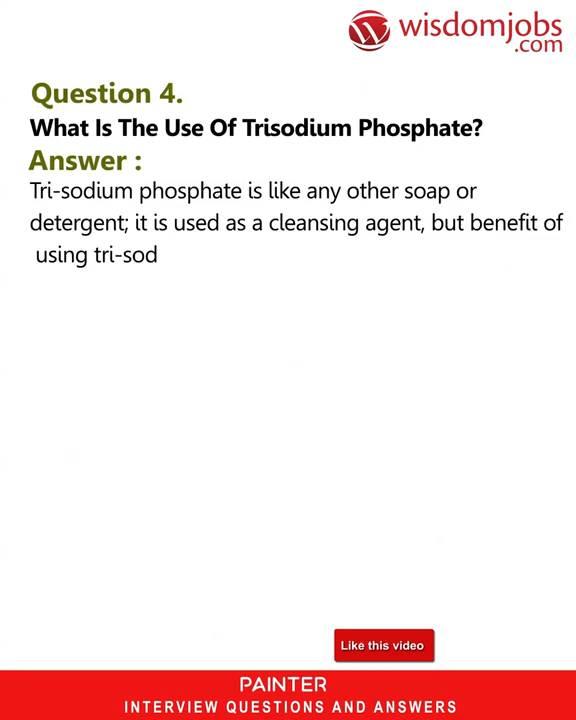 wisdomjobs
.com
Question 4.
What Is The Use Of Trisodium Phosphate?
Answer :
Tri-sodium phosphate is like any other soap or
detergent; it is used as a cleansing agent, but benefit of
using tri-sod
Like this video
PAINTER
INTERVIEW QUESTIONS AND ANSWERS